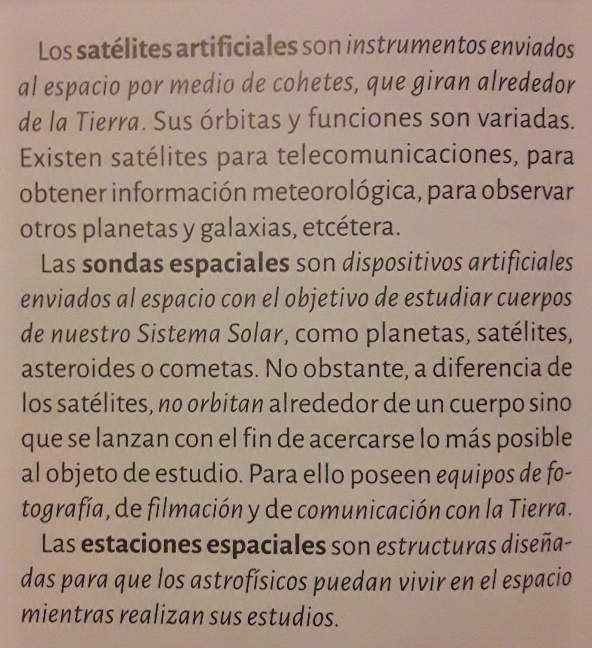 Los satélites artificiales son instrumentos enviados
al espacio por medio de cohetes, que giran alrededor
de la Tierra. Sus órbitas y funciones son variadas.
Existen satélites para telecomunicaciones, para
obtener información meteorológica, para observar
otros planetas y galaxias, etcétera.
Las sondas espaciales son dispositivos artificiales
enviados al espacio con el objetivo de estudiar cuerpos
de nuestro Sistema Solar, como planetas, satélites,
asteroides o cometas. No obstante, a diferencia de
los satélites, no orbitan alrededor de un cuerpo sino
que se lanzan con el fin de acercarse lo más posible
al objeto de estudio. Para ello poseen equipos de fo-
tografía, de filmación y de comunicación con la Tierra.
Las estaciones espaciales son estructuras diseña-
das para que los astrofísicos puedan vivir en el espacio
mientras realizan sus estudios.